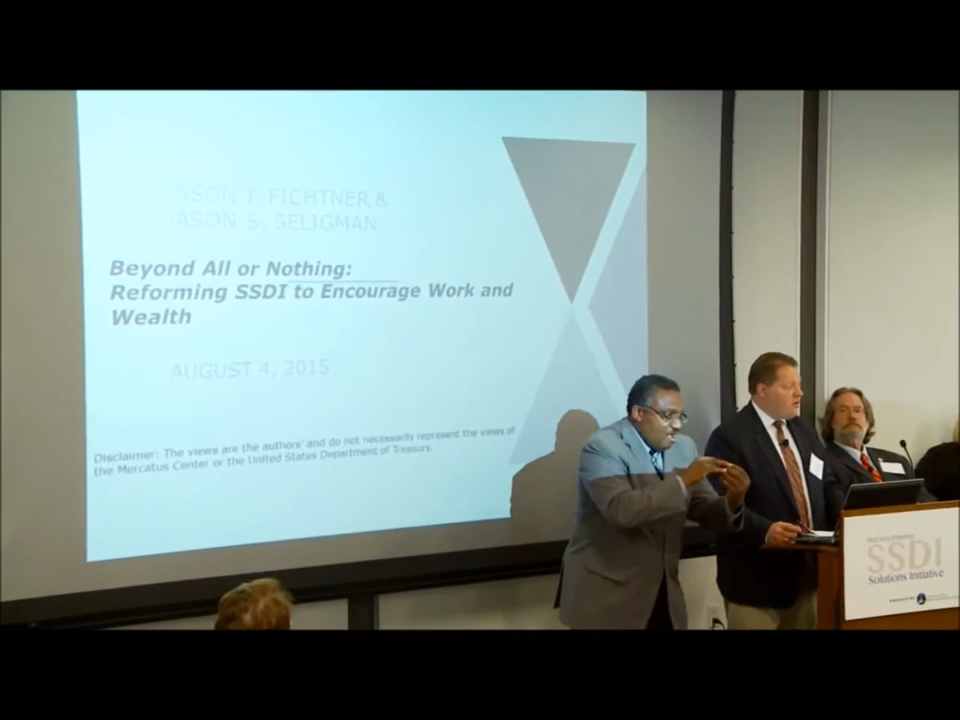 JASON J. FICHTNER &
JASON S. SELIGMAN
Beyond All or Nothing:
Reforming SSDI to Encourage Work and
Wealth
AUGUST 4, 2015
Disclaimer: The views are the authors' and do not necessarily represent the views of
the Mercatus Center or the United States Department of Treasury.
SSDI
Solutions Initiative